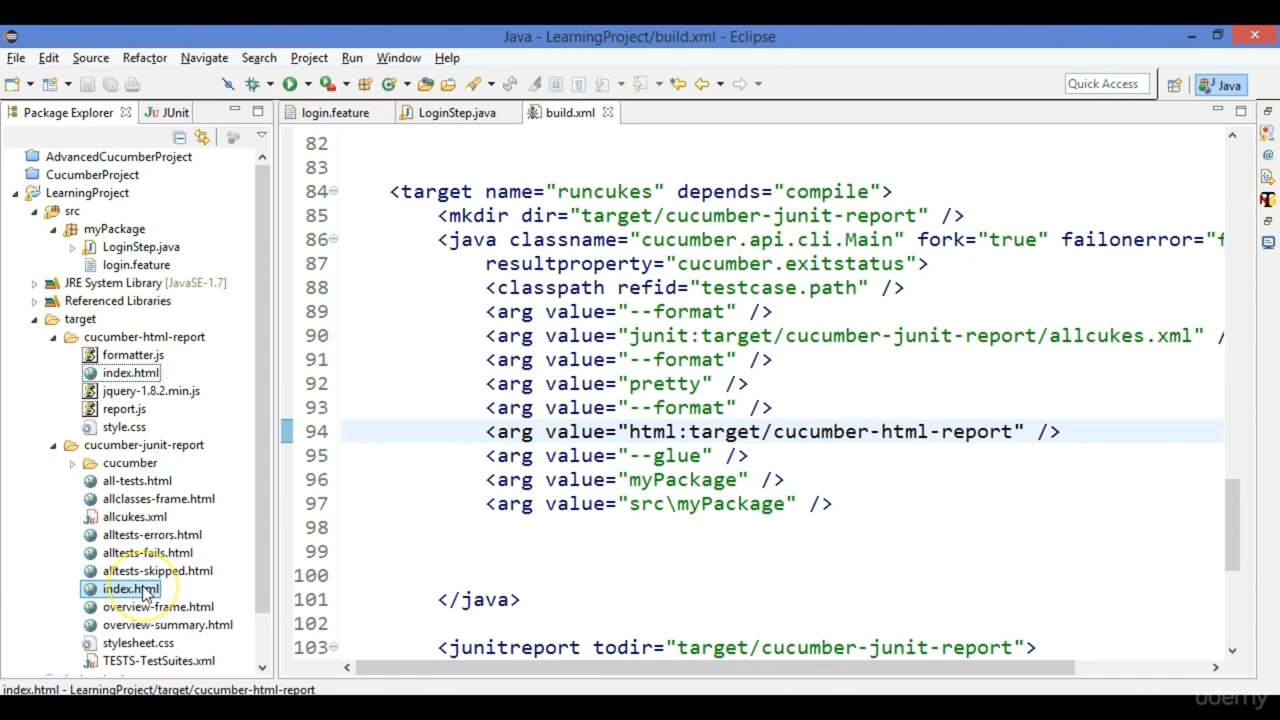 Java - LearningProject/build.xml - Eclipse
File Edit Source Refactor Navigate Search Project Run Window Help
Quick Access Java
Package Explorer JUnit login.feature LoginStep.java build.xml
AdvancedCucumberProject
CucumberProject
LearningProject
src
myPackage
LoginStep.java
login.feature
JRE System Library [JavaSE-1.7]
Referenced Libraries
target
cucumber-html-report
formatter.js
index.html
jquery-1.8.2.min.js
report.js
style.css
cucumber-junit-report
cucumber
all-tests.html
allclasses-frame.html
allcukes.xml
alltests-errors.html
alltests-fails.html
alltests-skipped.html
index.html
overview-frame.html
overview-summary.html
stylesheet.css
TESTS-TestSuites.xml
82
83
84 <target name="runcukes" depends="compile">
85 <mkdir dir="target/cucumber-junit-report" />
86 <java classname="cucumber.api.cli.Main" fork="true" failonerror="f
87 resultproperty="cucumber.exitstatus">
88 <classpath refid="testcase.path" />
89 <arg value="--format" />
90 <arg value="junit:target/cucumber-junit-report/allcukes.xml" /
91 <arg value="--format" />
92 <arg value="pretty" />
93 <arg value="--format" />
94 <arg value="html:target/cucumber-html-report" />
95 <arg value="--glue" />
96 <arg value="myPackage" />
97 <arg value="src\myPackage" />
98
99
100
101 </java>
102
103 <junitreport todir="target/cucumber-junit-report">
index.html - LearningProject/target/cucumber-html-report
udemy